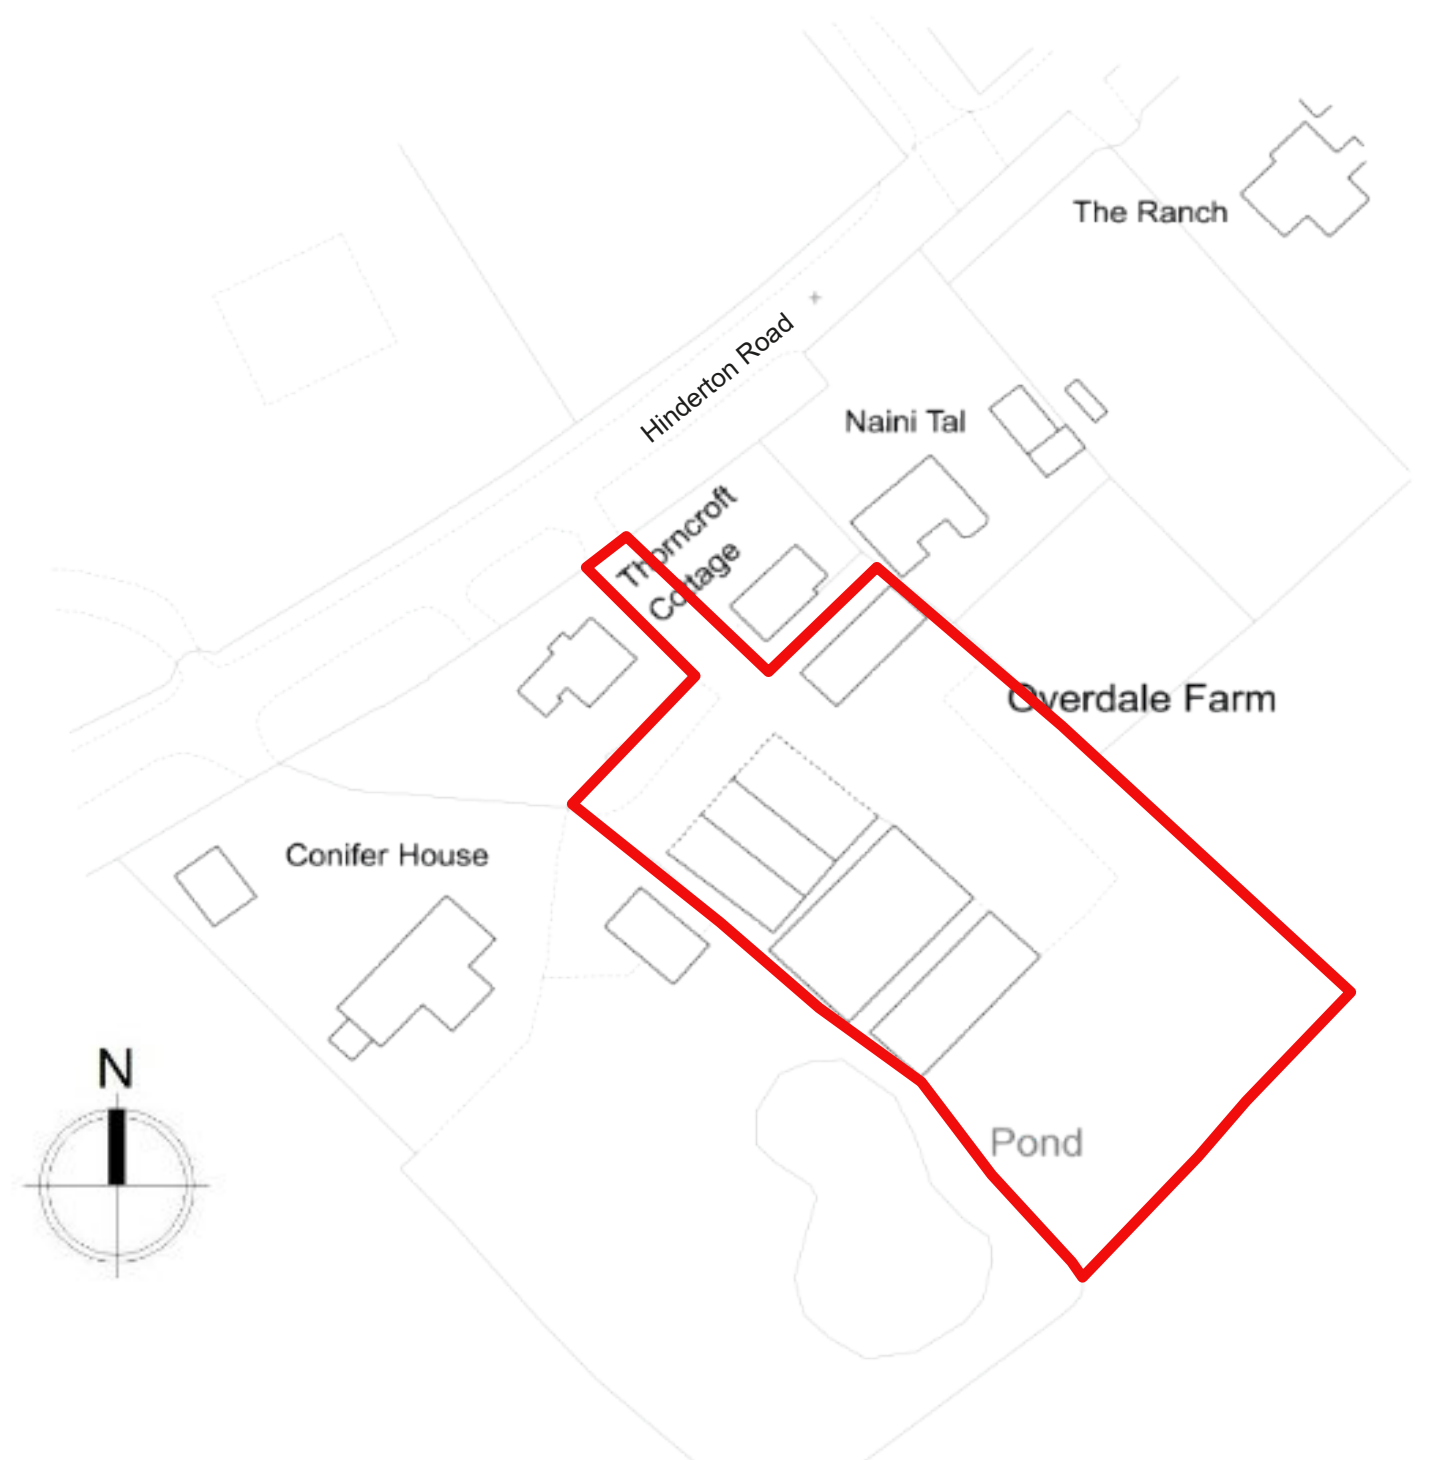 The Ranch
Hinderton Road
Naini Tal
Thorncroft
Cottage
Overdale Farm
Conifer House
N
Pond